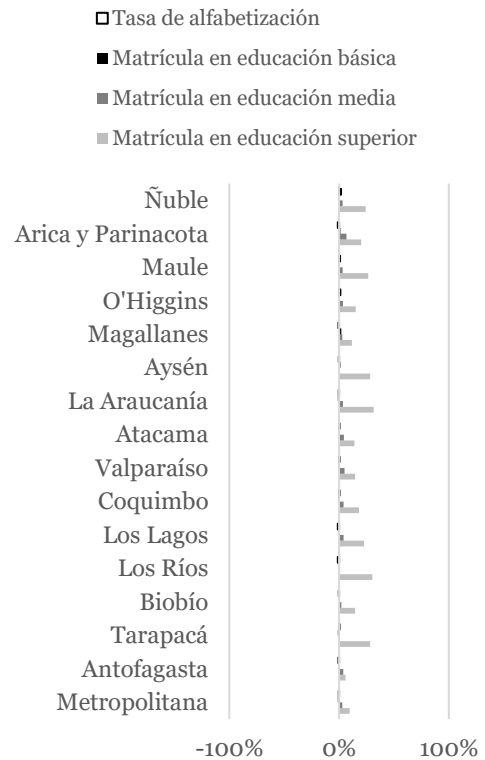 Tasa de alfabetización
Matrícula en educación básica
Matrícula en educación media
Matrícula en educación superior
Ñuble
Arica y Parinacota
Maule
O'Higgins
Magallanes
Aysén
La Araucanía
Atacama
Valparaíso
Coquimbo
Los Lagos
Los Ríos
Biobío
Tarapacá
Antofagasta
Metropolitana
-100% 0% 100%